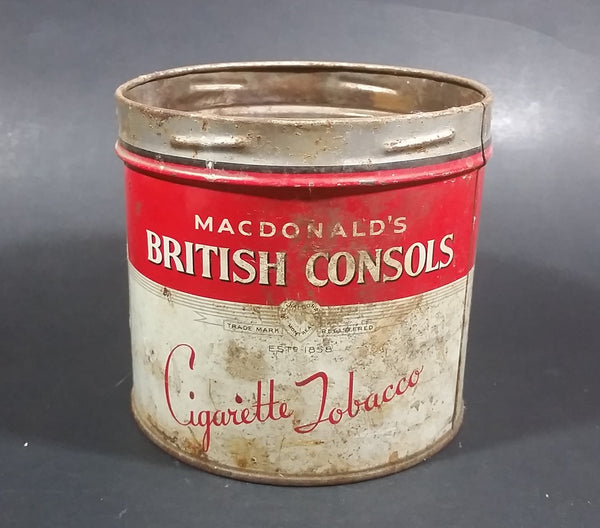 MACDONALD'S
BRITISH CONSOLS
TRADE MARK REGISTERED
ESTD. 1858
Cigarette Tobacco